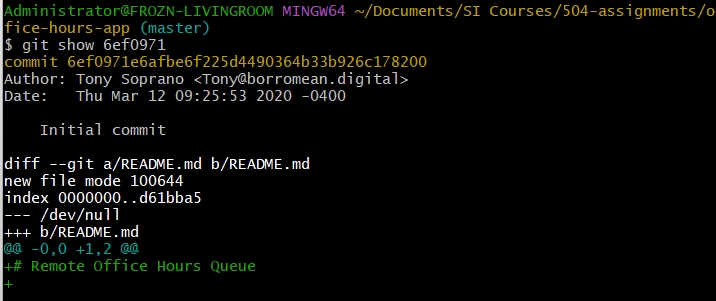 Administrator@FROZN-LIVINGROOM MINGW64 ~/Documents/SI Courses/504-assignments/o
fice-hours-app (master)
$ git show 6ef0971
commit 6ef0971e6afbe6f225d4490364b33b926c178200
Author: Tony Soprano <Tony@borromean.digital>
Date:   Thu Mar 12 09:25:53 2020 -0400

    Initial commit

diff --git a/README.md b/README.md
new file mode 100644
index 0000000..d61bba5
--- /dev/null
+++ b/README.md
@@ -0,0 +1,2 @@
+# Remote Office Hours Queue
+